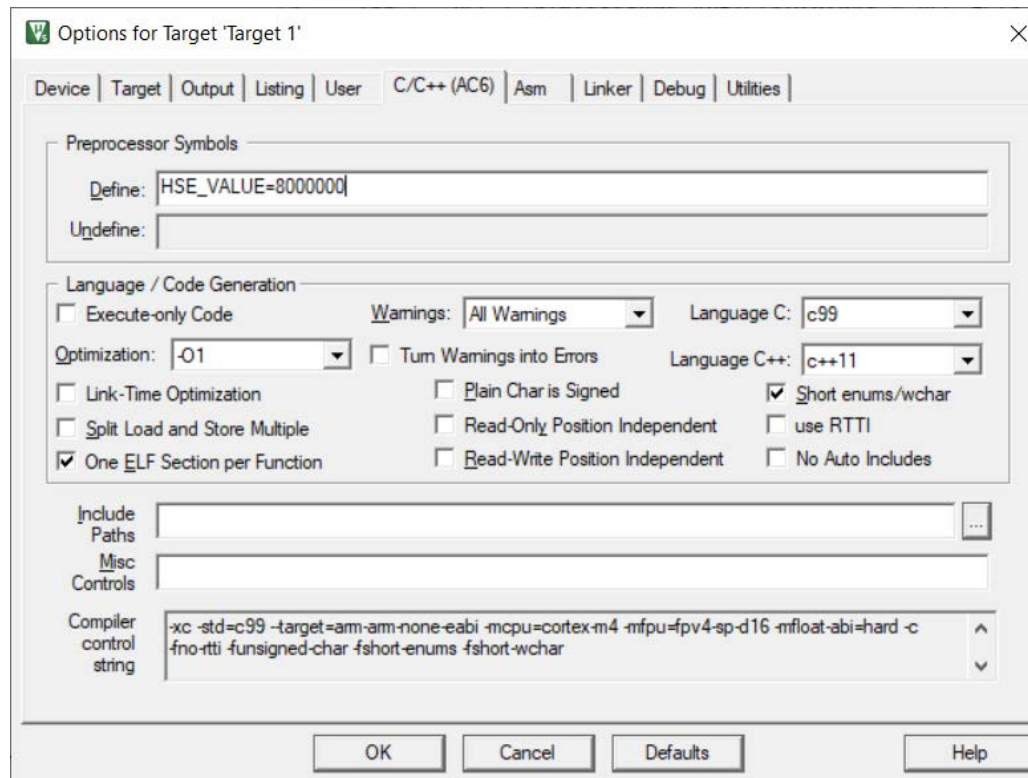 Options for Target 'Target 1'
Device Target Output Listing User C/C++ (AC6) Asm Linker Debug Utilities
Preprocessor Symbols
Define: HSE_VALUE=8000000
Undefine:
Language / Code Generation
Execute-only Code Warnings: All Warnings Language C: c99
Optimization: -O1 Turn Warnings into Errors Language C++: c++11
Link-Time Optimization Plain Char is Signed Short enums/wchar
Split Load and Store Multiple Read-Only Position Independent use RTTI
One ELF Section per Function Read-Write Position Independent No Auto Includes
Include
Paths
...
Misc
Controls
Compiler
control
string
-xc -std=c99 --target=arm-arm-none-eabi -mcpu=cortex-m4 -mfpu=fpv4-sp-d16 -mfloat-abi=hard -c
-fno-rtti -funsigned-char -fshort-enums -fshort-wchar
OK Cancel Defaults Help